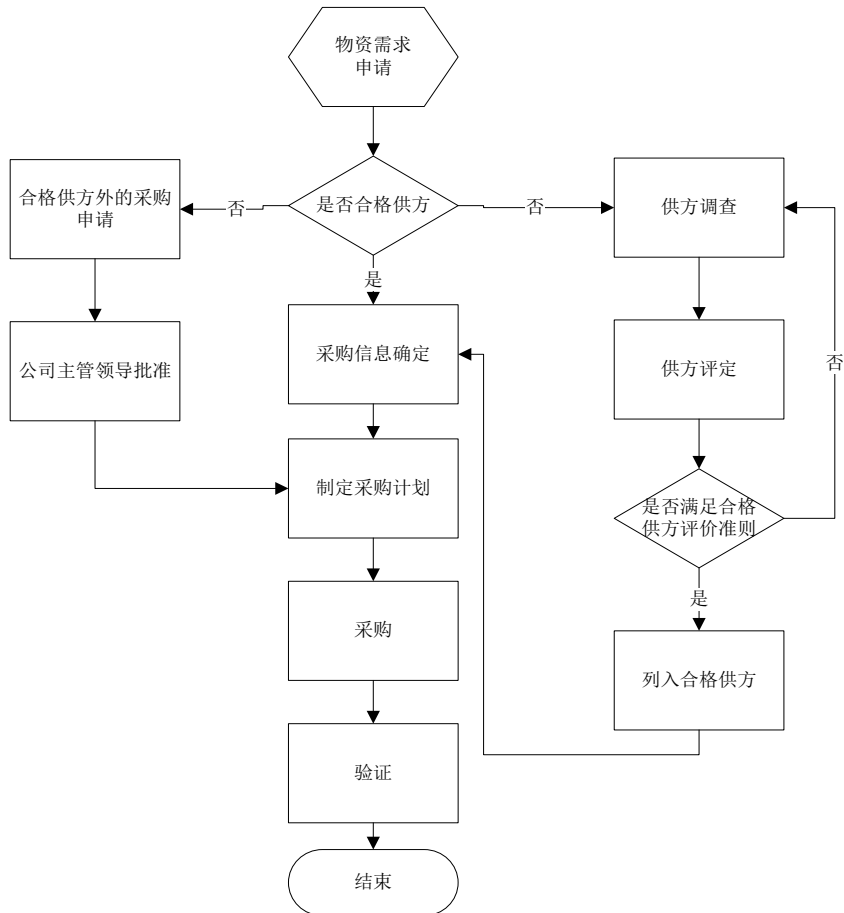 物资需求
申请
合格供方外的采购
申请
否
是否合格供方
否
供方调查
是
公司主管领导批准
采购信息确定
供方评定
否
制定采购计划
是否满足合格
供方评价准则
采购
是
列入合格供方
验证
结束